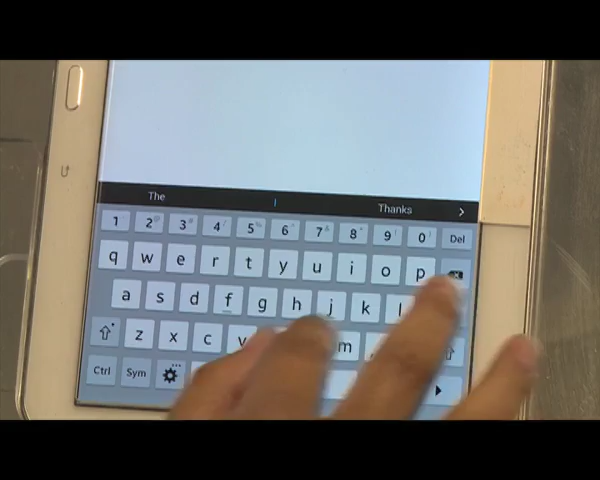 The I Thanks >
1 2@ 3# 4/ 5% 6^ 7& 8* 9( 0) Del
q w e r t y u i o p
a s d f g h j k l
z x c v m
Ctrl Sym